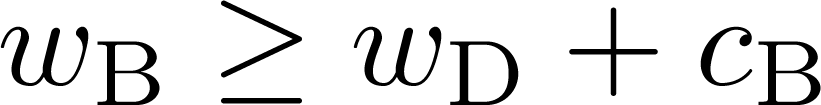 w_B ≥ w_D + c_B